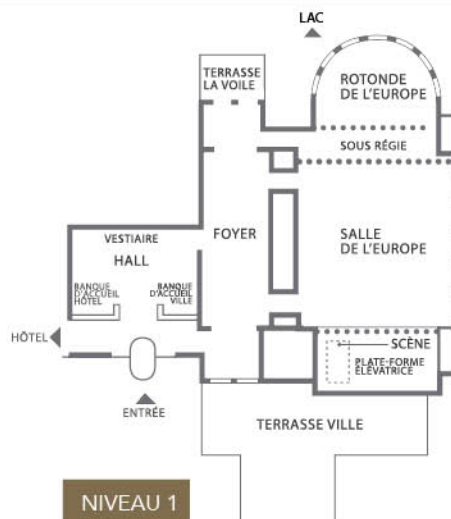 LAC
TERRASSE
LA VOILE
ROTONDE
DE L'EUROPE
SOUS RÉGIE
VESTIAIRE
HALL
FOYER
SALLE
DE L'EUROPE
BANQUE
D'ACCUEIL
HÔTEL
BANQUE
D'ACCUEIL
VILLE
HÔTEL
SCÈNE
PLATE-FORME
ÉLÉVATRICE
ENTRÉE
TERRASSE VILLE
NIVEAU 1